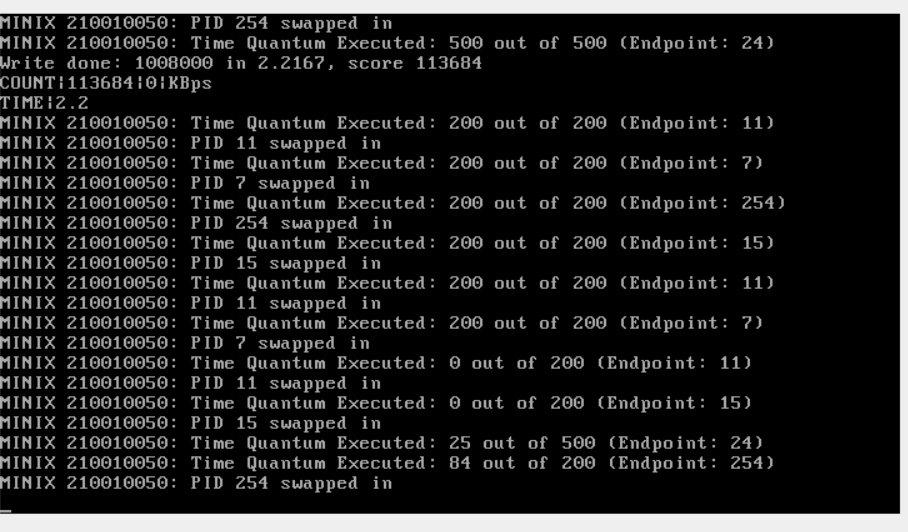 MINIX 210010050: PID 254 swapped in
MINIX 210010050: Time Quantum Executed: 500 out of 500 (Endpoint: 24)
Write done: 1008000 in 2.2167, score 113684
COUNT|113684|0|KBps
TIME|2.2
MINIX 210010050: Time Quantum Executed: 200 out of 200 (Endpoint: 11)
MINIX 210010050: PID 11 swapped in
MINIX 210010050: Time Quantum Executed: 200 out of 200 (Endpoint: 7)
MINIX 210010050: PID 7 swapped in
MINIX 210010050: Time Quantum Executed: 200 out of 200 (Endpoint: 254)
MINIX 210010050: PID 254 swapped in
MINIX 210010050: Time Quantum Executed: 200 out of 200 (Endpoint: 15)
MINIX 210010050: PID 15 swapped in
MINIX 210010050: Time Quantum Executed: 200 out of 200 (Endpoint: 11)
MINIX 210010050: PID 11 swapped in
MINIX 210010050: Time Quantum Executed: 200 out of 200 (Endpoint: 7)
MINIX 210010050: PID 7 swapped in
MINIX 210010050: Time Quantum Executed: 0 out of 200 (Endpoint: 11)
MINIX 210010050: PID 11 swapped in
MINIX 210010050: Time Quantum Executed: 0 out of 200 (Endpoint: 15)
MINIX 210010050: PID 15 swapped in
MINIX 210010050: Time Quantum Executed: 25 out of 500 (Endpoint: 24)
MINIX 210010050: Time Quantum Executed: 84 out of 200 (Endpoint: 254)
MINIX 210010050: PID 254 swapped in